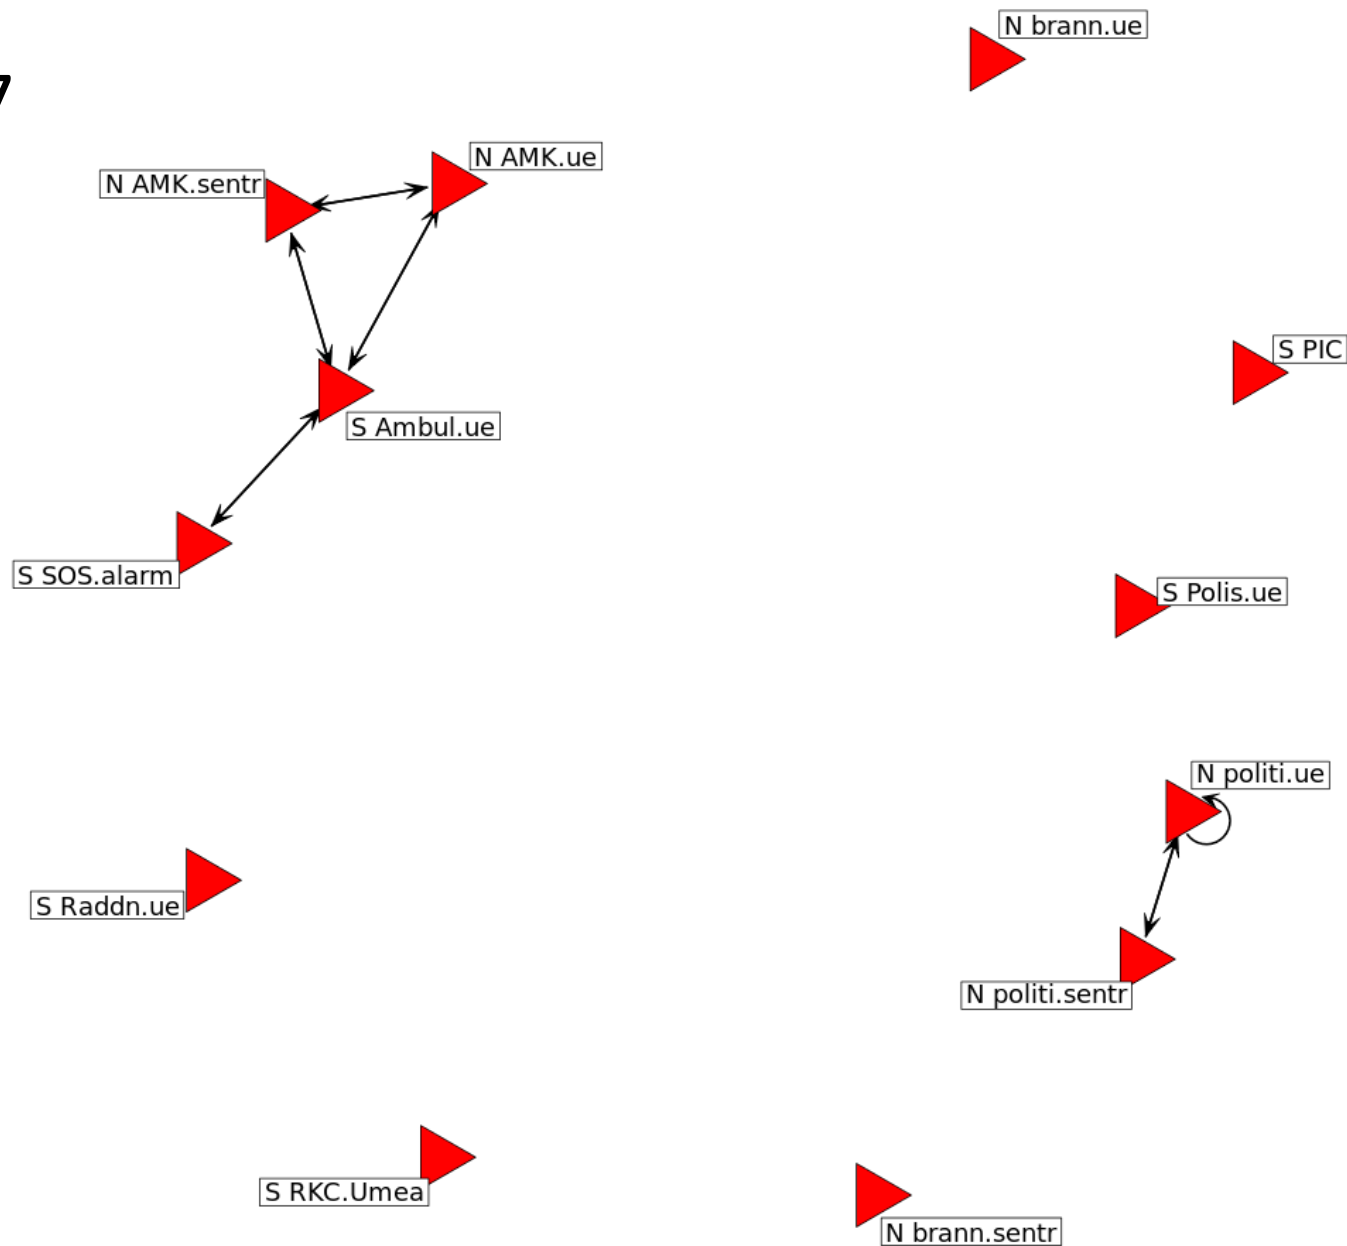 N brann.ue
7
N AMK.ue
N AMK.sentr
S PIC
S Ambul.ue
S SOS.alarm
S Polis.ue
N politi.ue
S Raddn.ue
N politi.sentr
S RKC.Umea
N brann.sentr